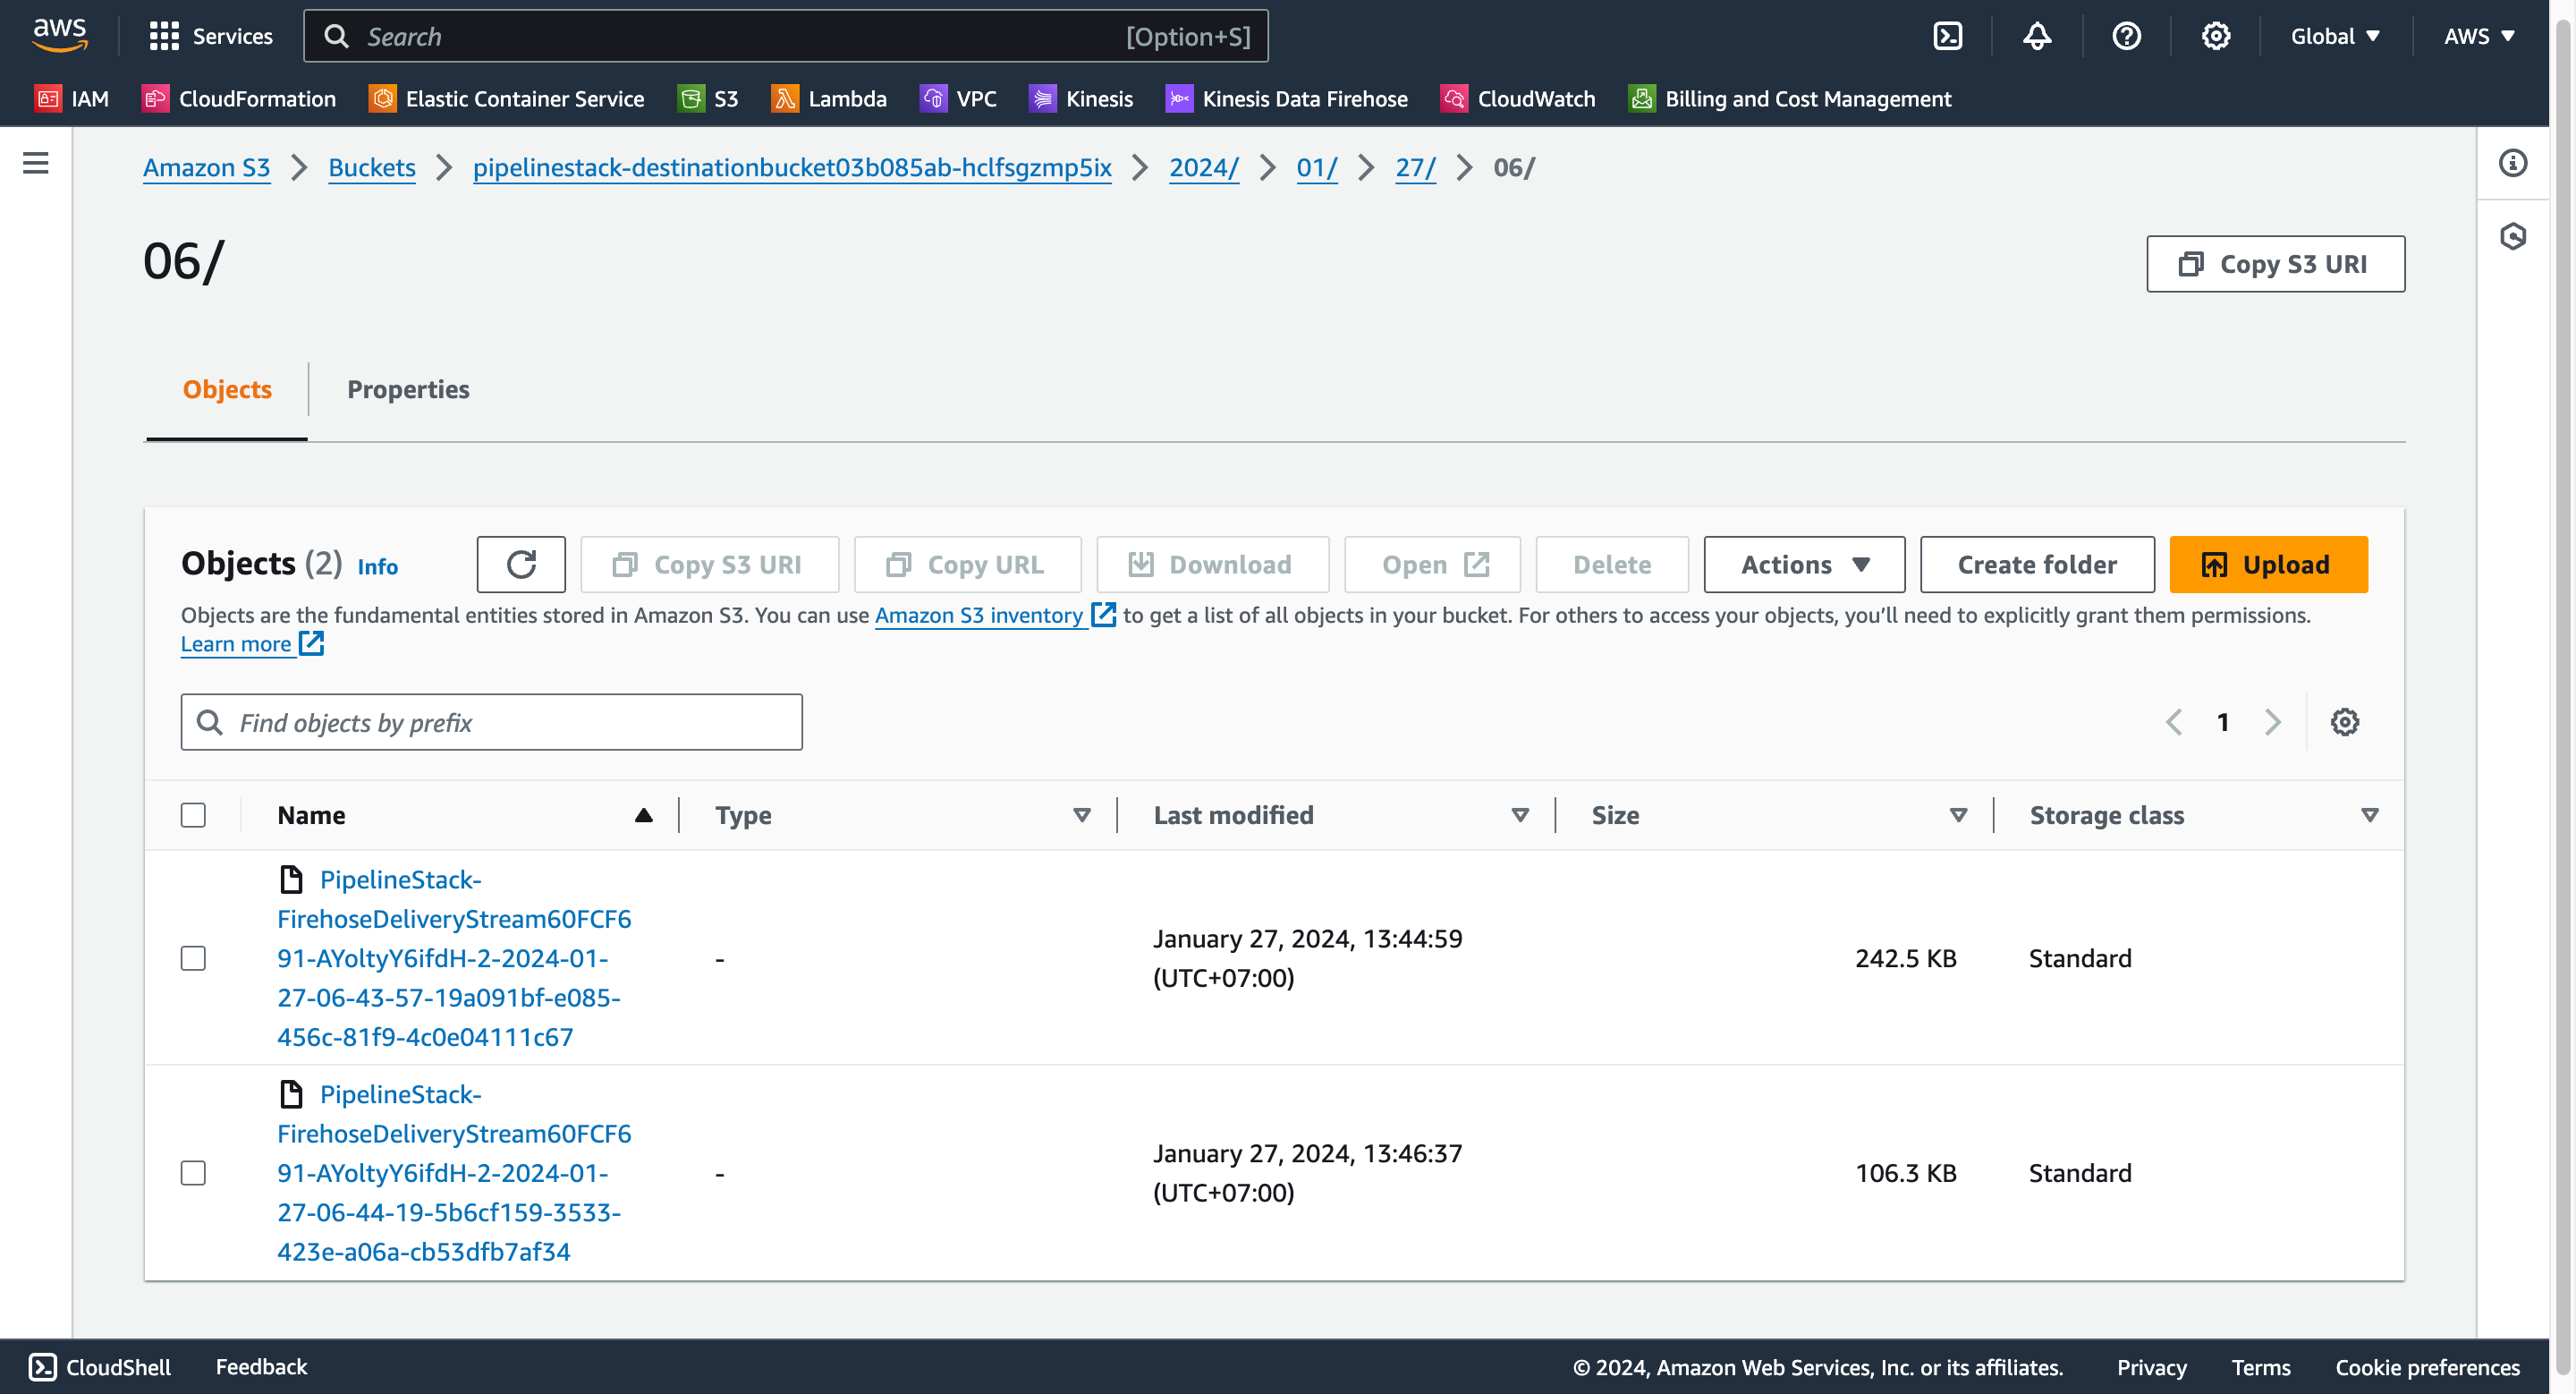 aws
Services
Search [Option+S]
Global
AWS
IAM CloudFormation Elastic Container Service S3 Lambda VPC Kinesis Kinesis Data Firehose CloudWatch Billing and Cost Management
Amazon S3 Buckets pipelinestack-destinationbucket03b085ab-hclfsgzmp5ix 2024/ 01/ 27/ 06/
06/
Copy S3 URI
Objects Properties
Objects (2) Info
Copy S3 URI Copy URL Download Open Delete Actions Create folder Upload
Objects are the fundamental entities stored in Amazon S3. You can use Amazon S3 inventory to get a list of all objects in your bucket. For others to access your objects, you’ll need to explicitly grant them permissions.
Learn more
Find objects by prefix
1
Name Type Last modified Size Storage class
PipelineStack-
FirehoseDeliveryStream60FCF6
91-AYoltyY6ifdH-2-2024-01-
27-06-43-57-19a091bf-e085-
456c-81f9-4c0e04111c67
-
January 27, 2024, 13:44:59
(UTC+07:00)
242.5 KB
Standard
PipelineStack-
FirehoseDeliveryStream60FCF6
91-AYoltyY6ifdH-2-2024-01-
27-06-44-19-5b6cf159-3533-
423e-a06a-cb53dfb7af34
-
January 27, 2024, 13:46:37
(UTC+07:00)
106.3 KB
Standard
CloudShell Feedback © 2024, Amazon Web Services, Inc. or its affiliates. Privacy Terms Cookie preferences